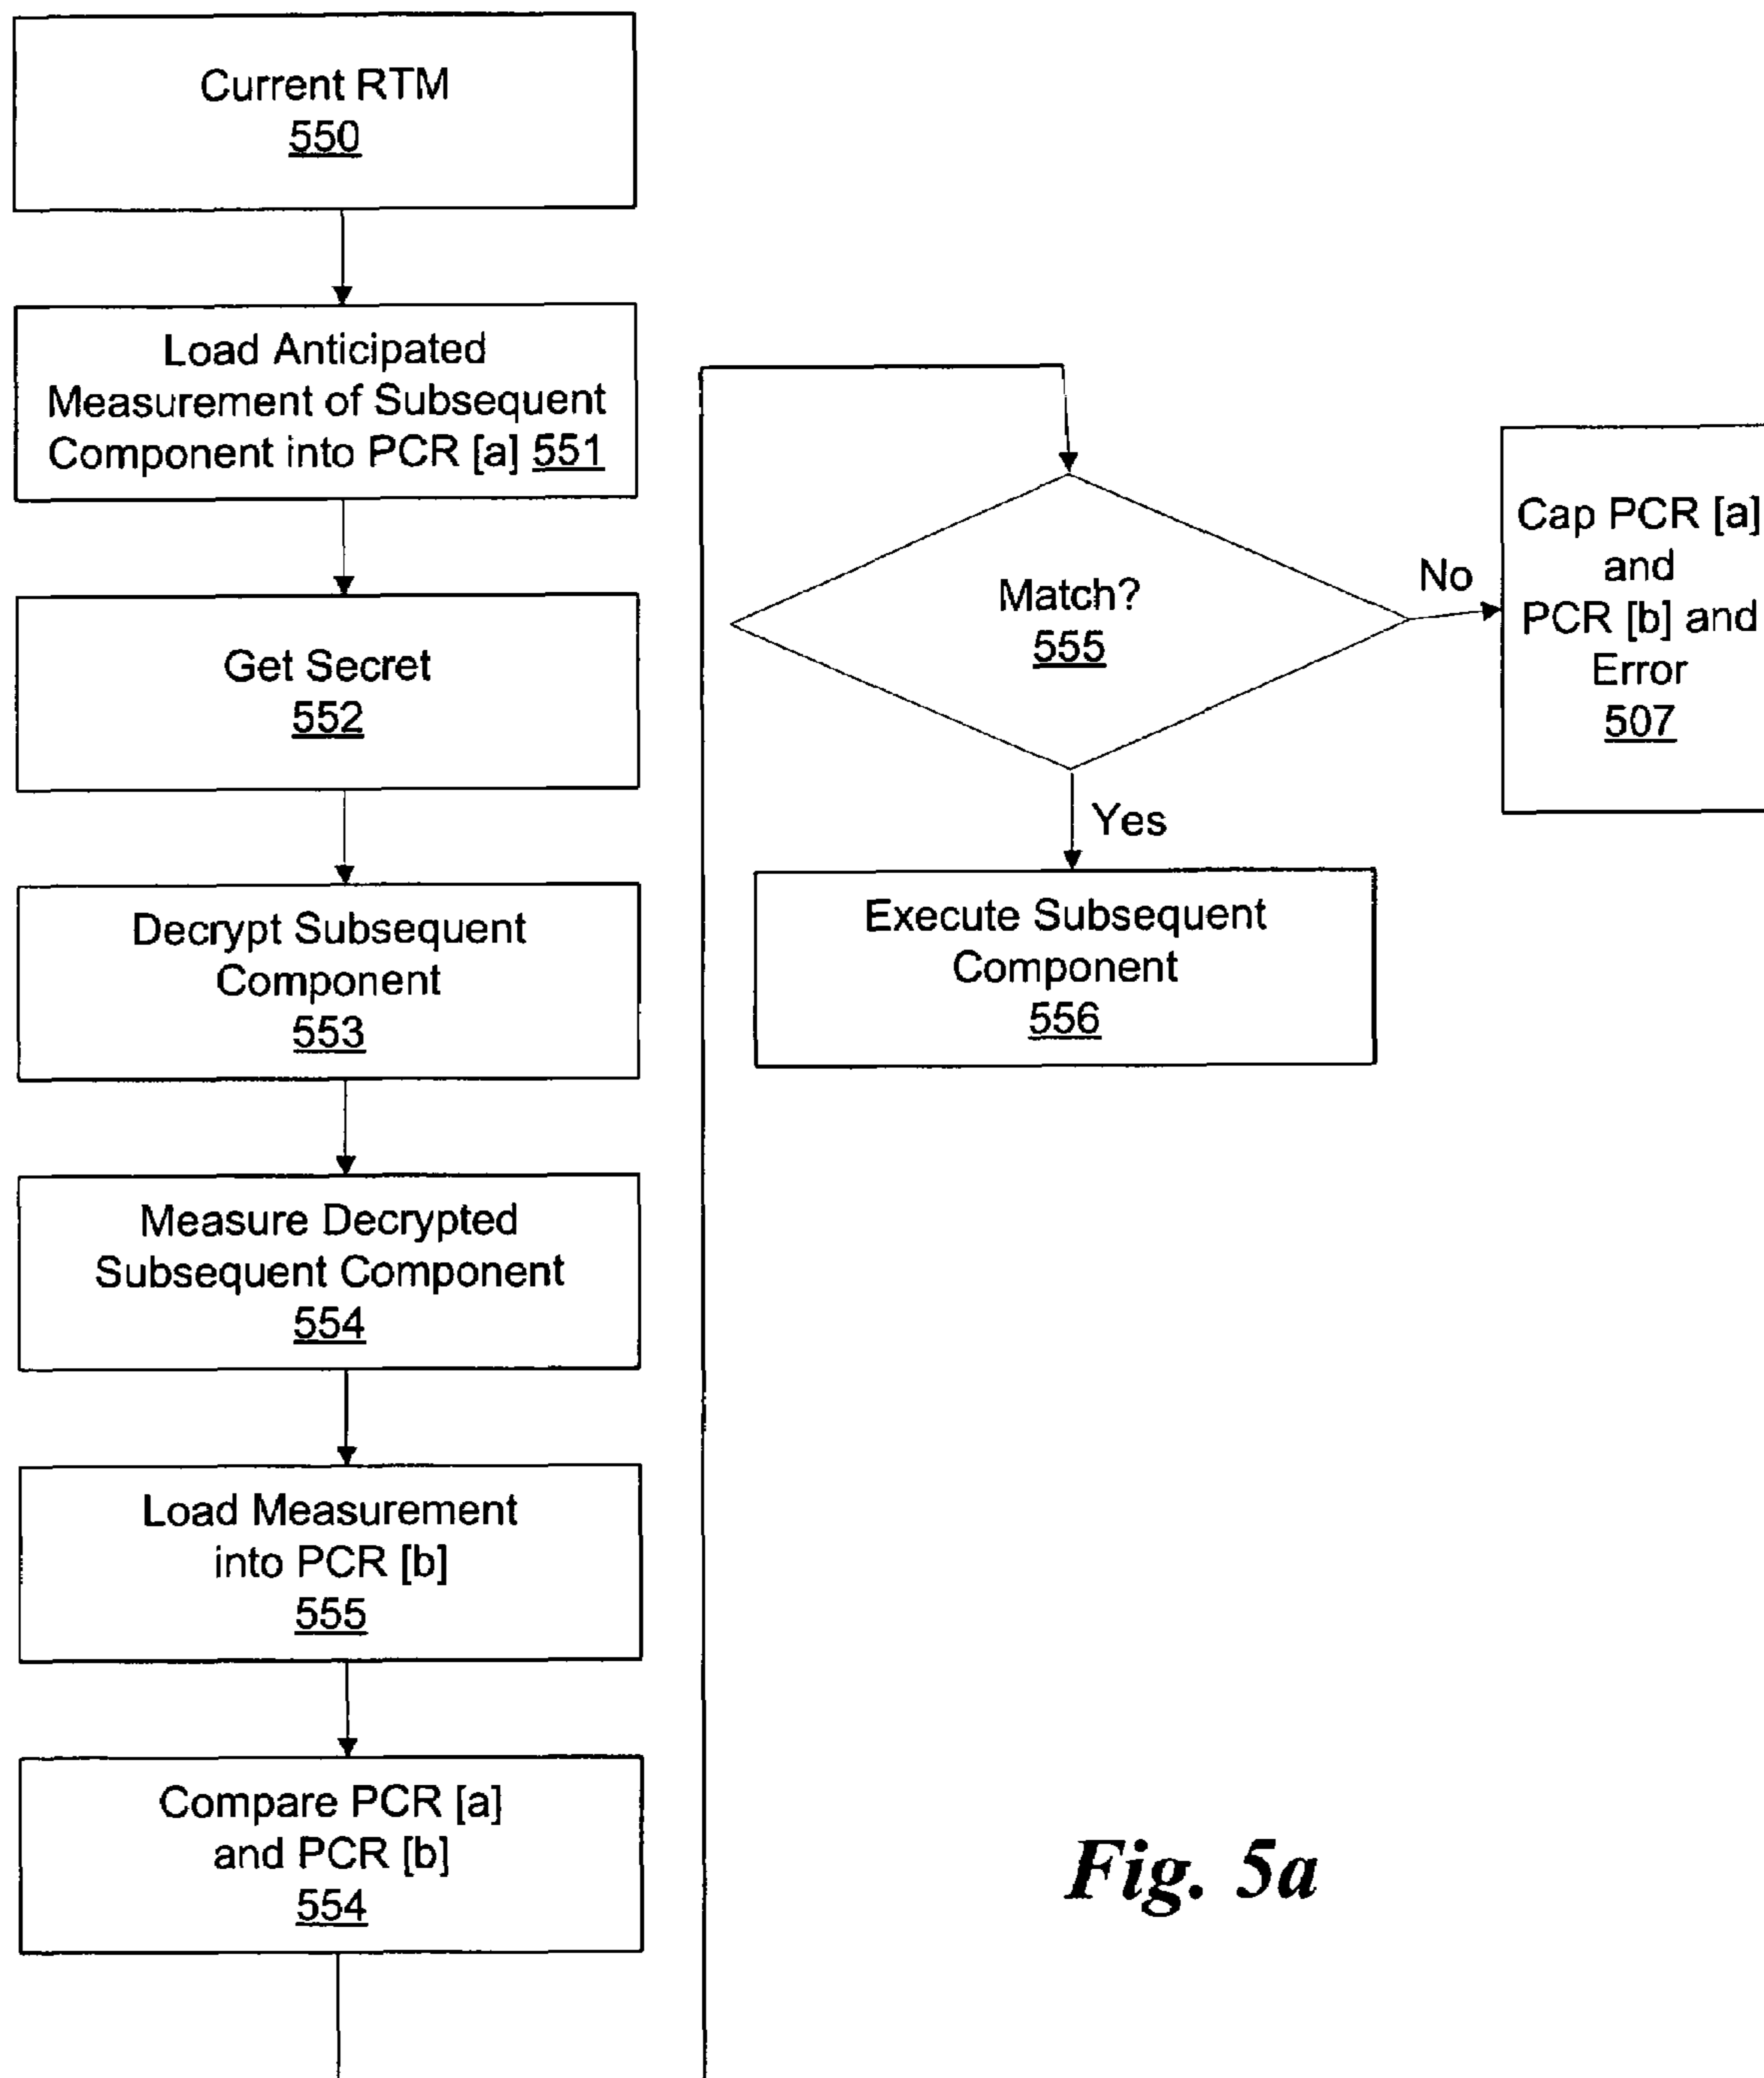 Current RTM
550
Load Anticipated
Measurement of Subsequent
Component into PCR [a] 551
Get Secret
552
Decrypt Subsequent
Component
553
Measure Decrypted
Subsequent Component
554
Load Measurement
into PCR [b]
555
Compare PCR [a]
and PCR [b]
554
Match?
555
No
Cap PCR [a]
and
PCR [b] and
Error
507
Yes
Execute Subsequent
Component
556
Fig. 5a